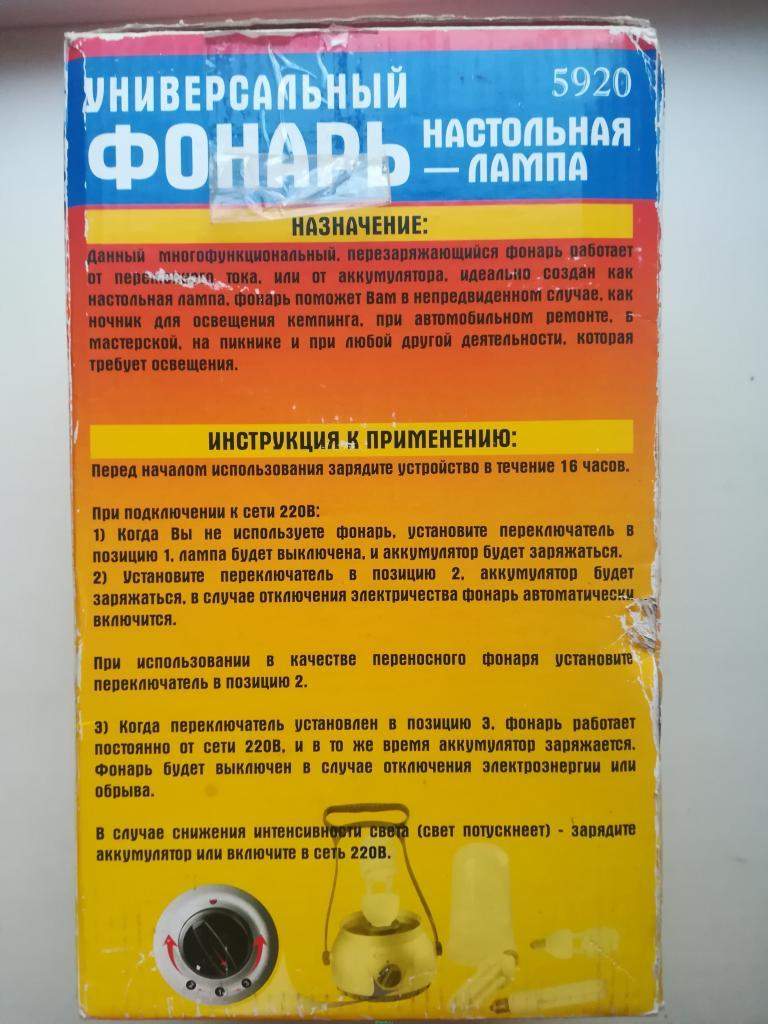 УНИВЕРСАЛЬНЫЙ
ФОНАРЬ
5920
НАСТОЛЬНАЯ
—ЛАМПА
НАЗНАЧЕНИЕ:
Данный многофункциональный, перезаряжающийся фонарь работает
от переменного тока, или от аккумулятора, идеально создан как
настольная лампа, фонарь поможет Вам в непредвиденном случае, как
ночник для освещения кемпинга, при автомобильном ремонте, в
мастерской, на пикнике и при любой другой деятельности, которая
требует освещения.
ИНСТРУКЦИЯ К ПРИМЕНЕНИЮ:
Перед началом использования зарядите устройство в течение 16 часов.
При подключении к сети 220В:
1) Когда Вы не используете фонарь, установите переключатель в
позицию 1, лампа будет выключена, и аккумулятор будет заряжаться.
2) Установите переключатель в позицию 2, аккумулятор будет
заряжаться, в случае отключения электричества фонарь автоматически
включится.
При использовании в качестве переносного фонаря установите
переключатель в позицию 2.
3) Когда переключатель установлен в позицию 3, фонарь работает
постоянно от сети 220В, и в то же время аккумулятор заряжается.
Фонарь будет выключен в случае отключения электроэнергии или
обрыва.
В случае снижения интенсивности света (свет потускнеет) - зарядите
аккумулятор или включите в сеть 220В.